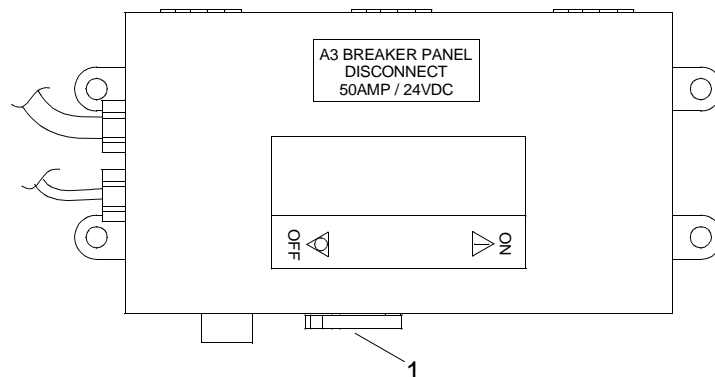 A3 BREAKER PANEL
DISCONNECT
50AMP / 24VDC
OFF
ON
1